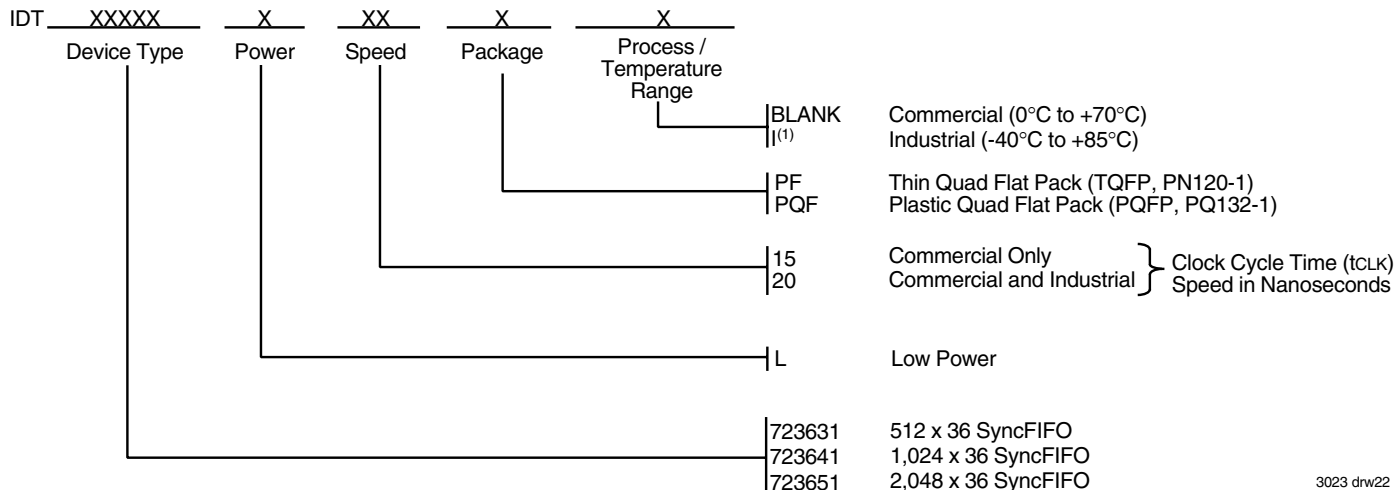 IDT XXXXX X XX X X
Device Type Power Speed Package Process / Temperature Range
BLANK Commercial (0°C to +70°C)
I(1) Industrial (-40°C to +85°C)
PF Thin Quad Flat Pack (TQFP, PN120-1)
PQF Plastic Quad Flat Pack (PQFP, PQ132-1)
15 Commercial Only
20 Commercial and Industrial
Clock Cycle Time (tCLK)
Speed in Nanoseconds
L Low Power
723631 512 x 36 SyncFIFO
723641 1,024 x 36 SyncFIFO
723651 2,048 x 36 SyncFIFO
3023 drw22